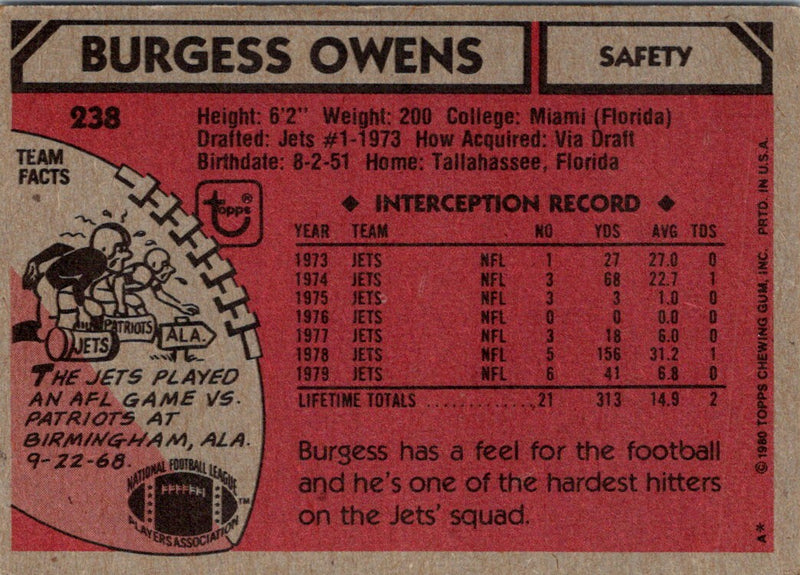 BURGESS OWENS
SAFETY
238
Height: 6'2" Weight: 200 College: Miami (Florida)
Drafted: Jets #1-1973 How Acquired: Via Draft
Birthdate: 8-2-51 Home: Tallahassee, Florida
TEAM
FACTS
topps®
◆ INTERCEPTION RECORD ◆
YEAR TEAM NO YDS AVG TDS
1973 JETS NFL 1 27 27.0 0
1974 JETS NFL 3 68 22.7 1
1975 JETS NFL 3 3 1.0 0
1976 JETS NFL 0 0 0.0 0
1977 JETS NFL 3 18 6.0 0
1978 JETS NFL 5 156 31.2 1
1979 JETS NFL 6 41 6.8 0
LIFETIME TOTALS ............. 21 313 14.9 2
Burgess has a feel for the football
and he's one of the hardest hitters
on the Jets' squad.
PATRIOTS
ALA.
JETS
THE JETS PLAYED
AN AFL GAME VS.
PATRIOTS AT
BIRMINGHAM, ALA.
9-22-68.
NATIONAL FOOTBALL LEAGUE
PLAYERS ASSOCIATION
TM
A* © 1980 TOPPS CHEWING GUM, INC. PRTD. IN U.S.A.